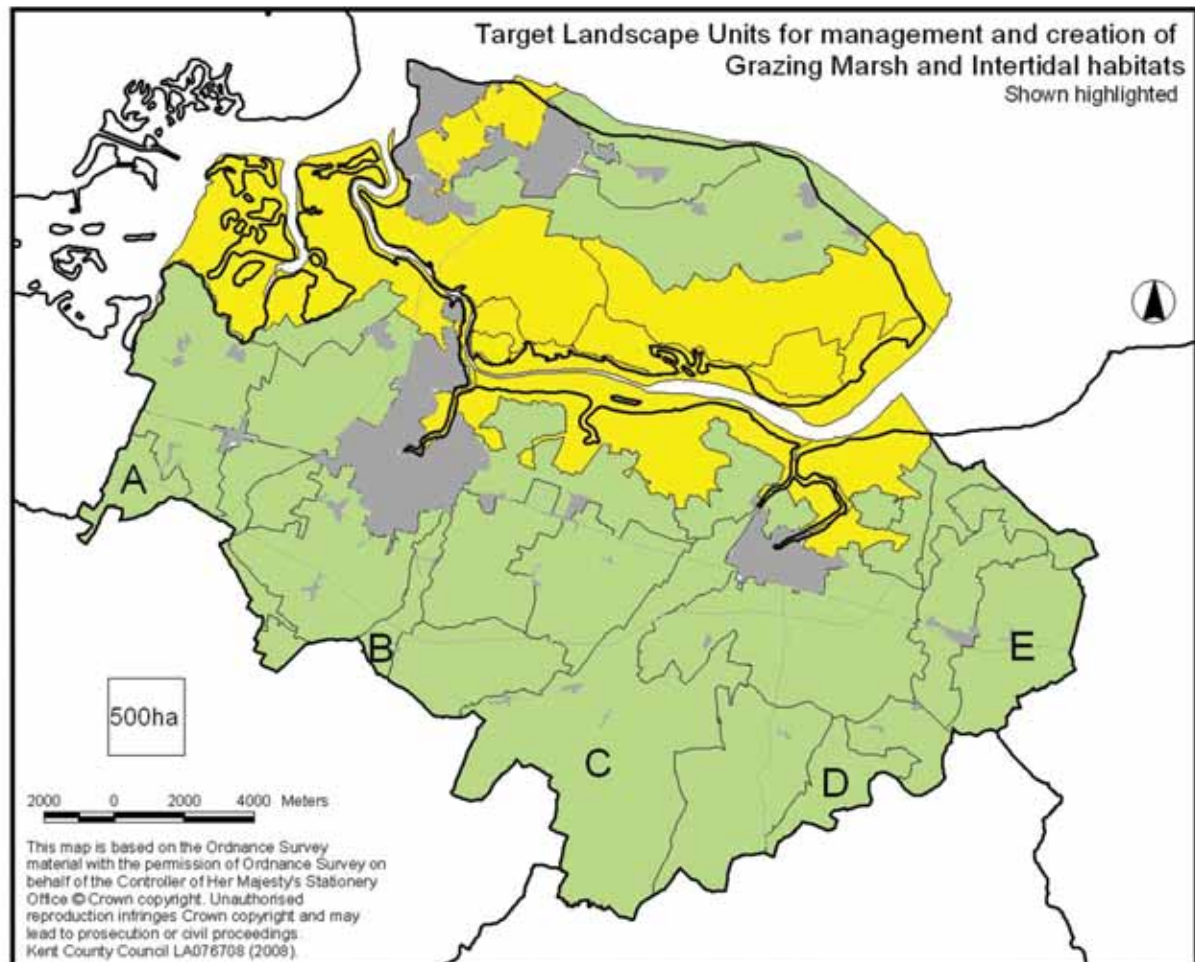 Target Landscape Units for management and creation of
Grazing Marsh and Intertidal habitats
Shown highlighted
A
B
E
500ha
C
D
2000 0 2000 4000 Meters
This map is based on the Ordnance Survey
material with the permission of Ordnance Survey on
behalf of the Controller of Her Majesty's Stationery
Office © Crown copyright. Unauthorised
reproduction infringes Crown copyright and may
lead to prosecution or civil proceedings.
Kent County Council LA076708 (2008).